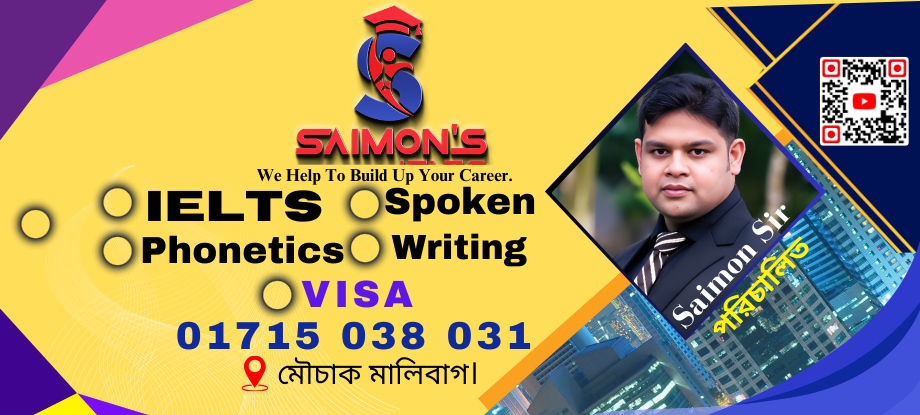 SAIMON'S
We Help To Build Up Your Career.
IELTS
Spoken
Phonetics
Writing
VISA
01715 038 031
মৌচাক মালিবাগ।
Saimon Sir
পরিচালিত